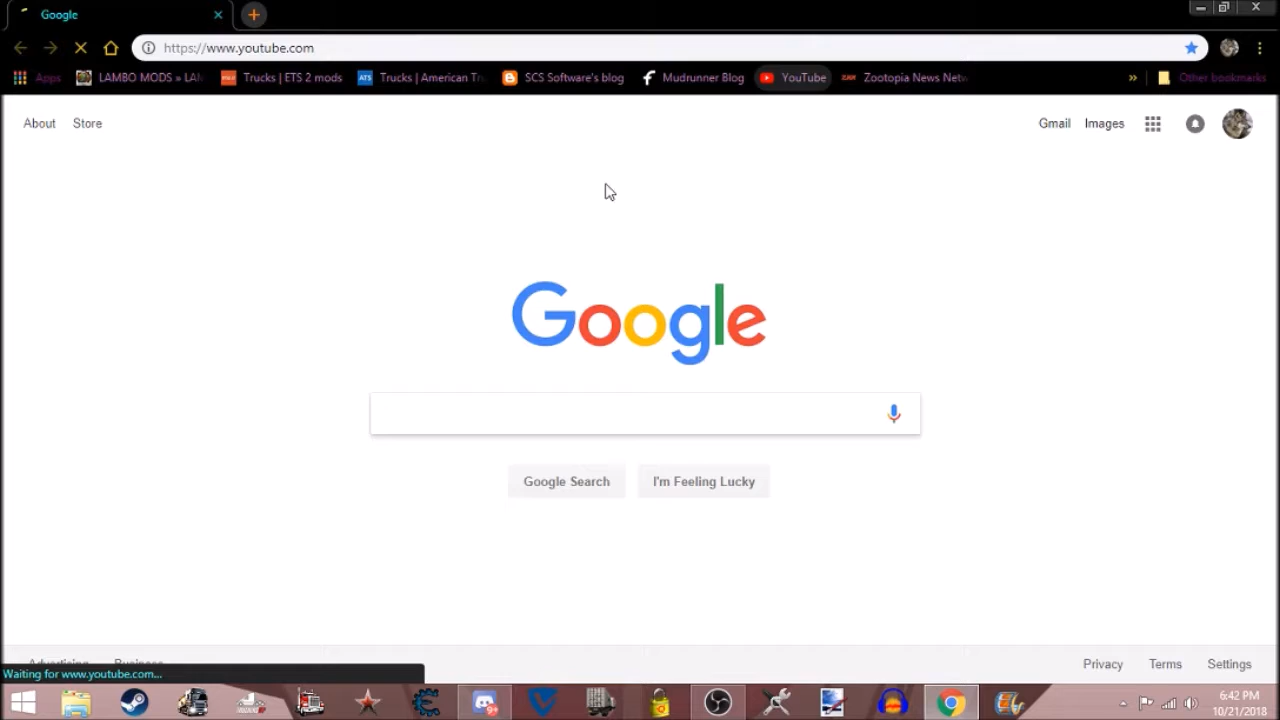 Google
https://www.youtube.com
Apps LAMBO MODS » LAM Trucks | ETS 2 mods ATS Trucks | American Tru SCS Software's blog Mudrunner Blog YouTube Zootopia News Netw » Other bookmarks
About Store Gmail Images
Google
Google Search I'm Feeling Lucky
Advertising Business Privacy Terms Settings
Waiting for www.youtube.com...
6:42 PM
10/21/2018